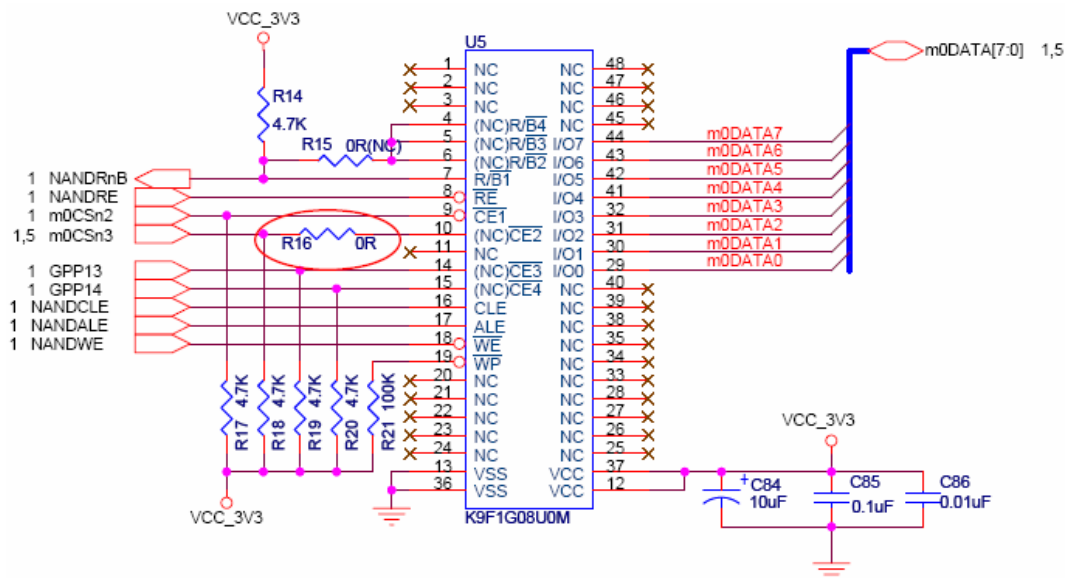 VCC_3V3
U5
m0DATA[7:0] 1,5
R14
4.7K
R15 0R(NC)
1 NC NC 48
2 NC NC 47
3 NC NC 46
4 (NC)R/B4 NC 45
5 (NC)R/B3 I/O7 44 m0DATA7
6 (NC)R/B2 I/O6 43 m0DATA6
1 NANDRnB 7 R/B1 I/O5 42 m0DATA5
1 NANDRE 8 RE I/O4 41 m0DATA4
1 m0CSn2 9 CE1 I/O3 32 m0DATA3
1,5 m0CSn3 R16 0R 10 (NC)CE2 I/O2 31 m0DATA2
11 NC I/O1 30 m0DATA1
1 GPP13 14 (NC)CE3 I/O0 29 m0DATA0
1 GPP14 15 (NC)CE4 NC 40
1 NANDCLE 16 CLE NC 39
1 NANDALE 17 ALE NC 38
1 NANDWE 18 WE NC 35
19 WP NC 34
20 NC NC 33
21 NC NC 28
22 NC NC 27
23 NC NC 26
24 NC NC 25
13 VSS VCC 37
36 VSS VCC 12
R17 4.7K
R18 4.7K
R19 4.7K
R20 4.7K
R21 100K
VCC_3V3
K9F1G08U0M
VCC_3V3
+
C84
10uF
C85
0.1uF
C86
0.01uF